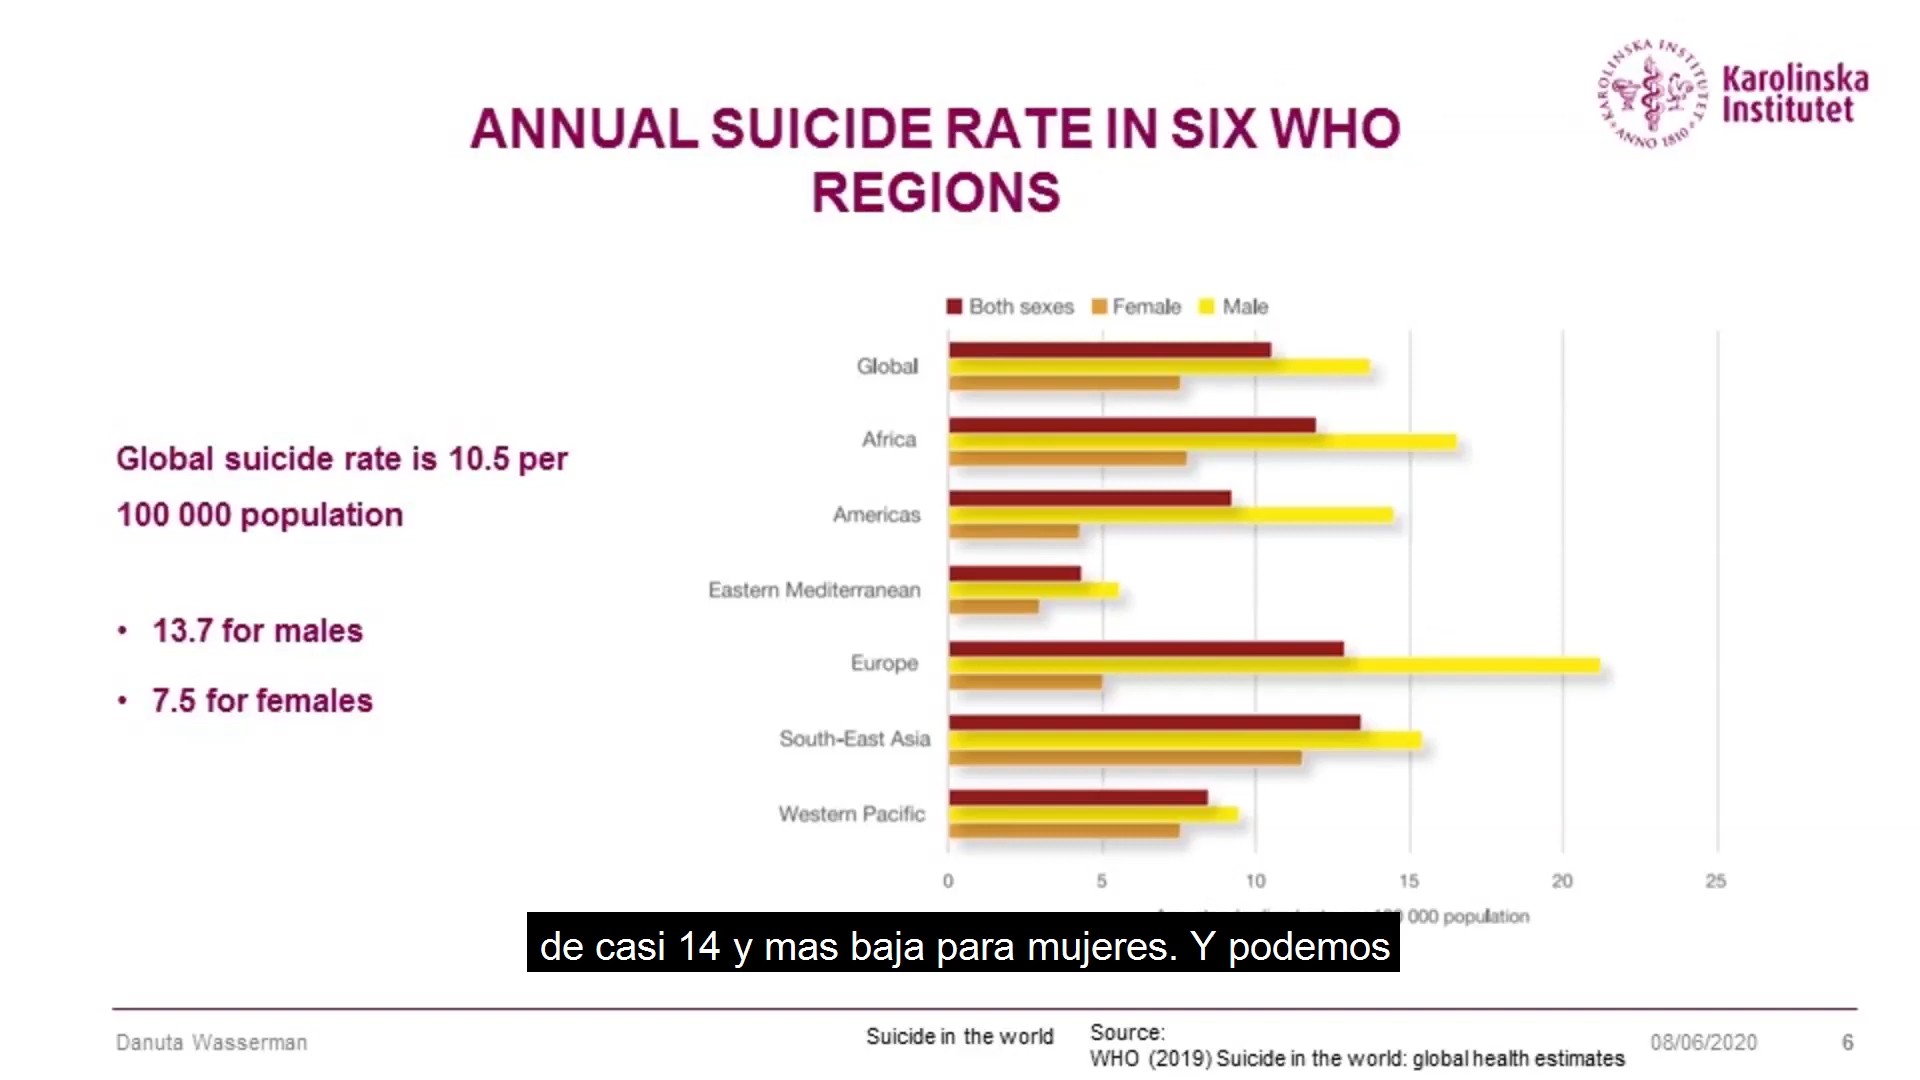 KAROLINSKA INSTITUTET
ANNO 1810
Karolinska
Institutet
ANNUAL SUICIDE RATE IN SIX WHO
REGIONS
Global suicide rate is 10.5 per
100 000 population
• 13.7 for males
• 7.5 for females
Both sexes Female Male
Global
Africa
Americas
Eastern Mediterranean
Europe
South-East Asia
Western Pacific
0 5 10 15 20 25
000 population
de casi 14 y mas baja para mujeres. Y podemos
Danuta Wasserman
Suicide in the world
Source:
WHO (2019) Suicide in the world: global health estimates
08/06/2020
6